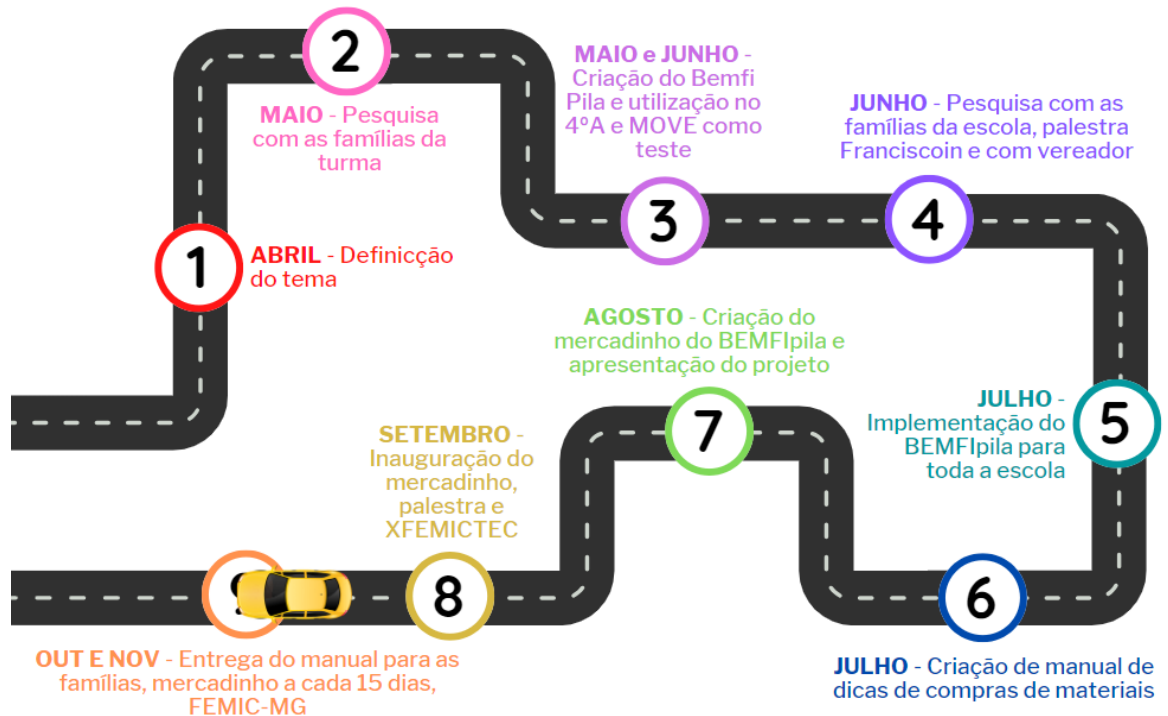 1
ABRIL - Definicção
do tema
2
MAIO - Pesquisa
com as famílias da
turma
3
MAIO e JUNHO -
Criação do Bemfi
Pila e utilização no
4ºA e MOVE como
teste
4
JUNHO - Pesquisa com as
famílias da escola, palestra
Franciscoin e com vereador
5
JULHO -
Implementação do
BEMFIpila para
toda a escola
6
JULHO - Criação de manual de
dicas de compras de materiais
7
AGOSTO - Criação do
mercadinho do BEMFIpila e
apresentação do projeto
8
SETEMBRO -
Inauguração do
mercadinho,
palestra e
XFEMICTEC
OUT E NOV - Entrega do manual para as
famílias, mercadinho a cada 15 dias,
FEMIC-MG